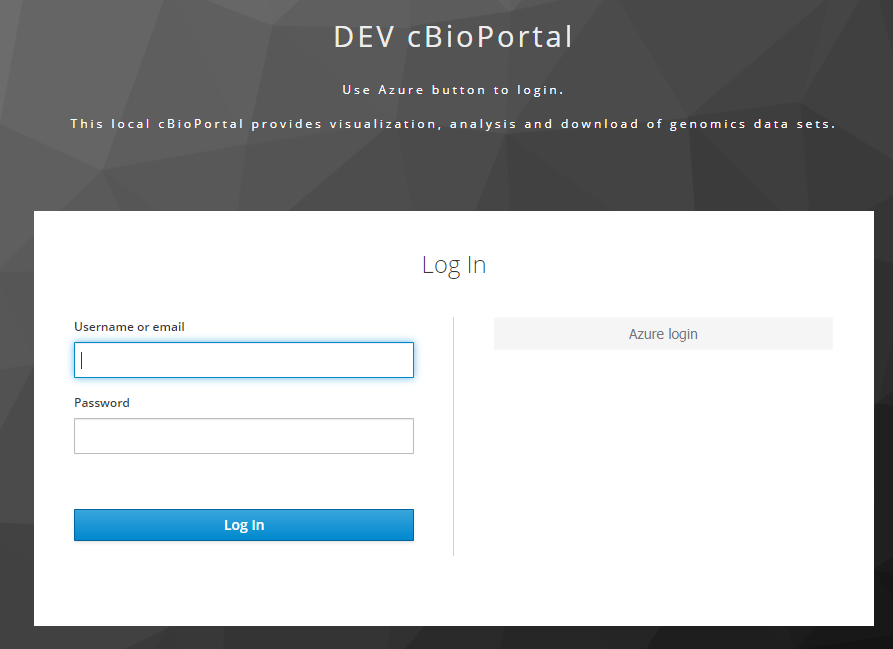 DEV cBioPortal
Use Azure button to login.
This local cBioPortal provides visualization, analysis and download of genomics data sets.
Log In
Username or email
Password
Log In
Azure login